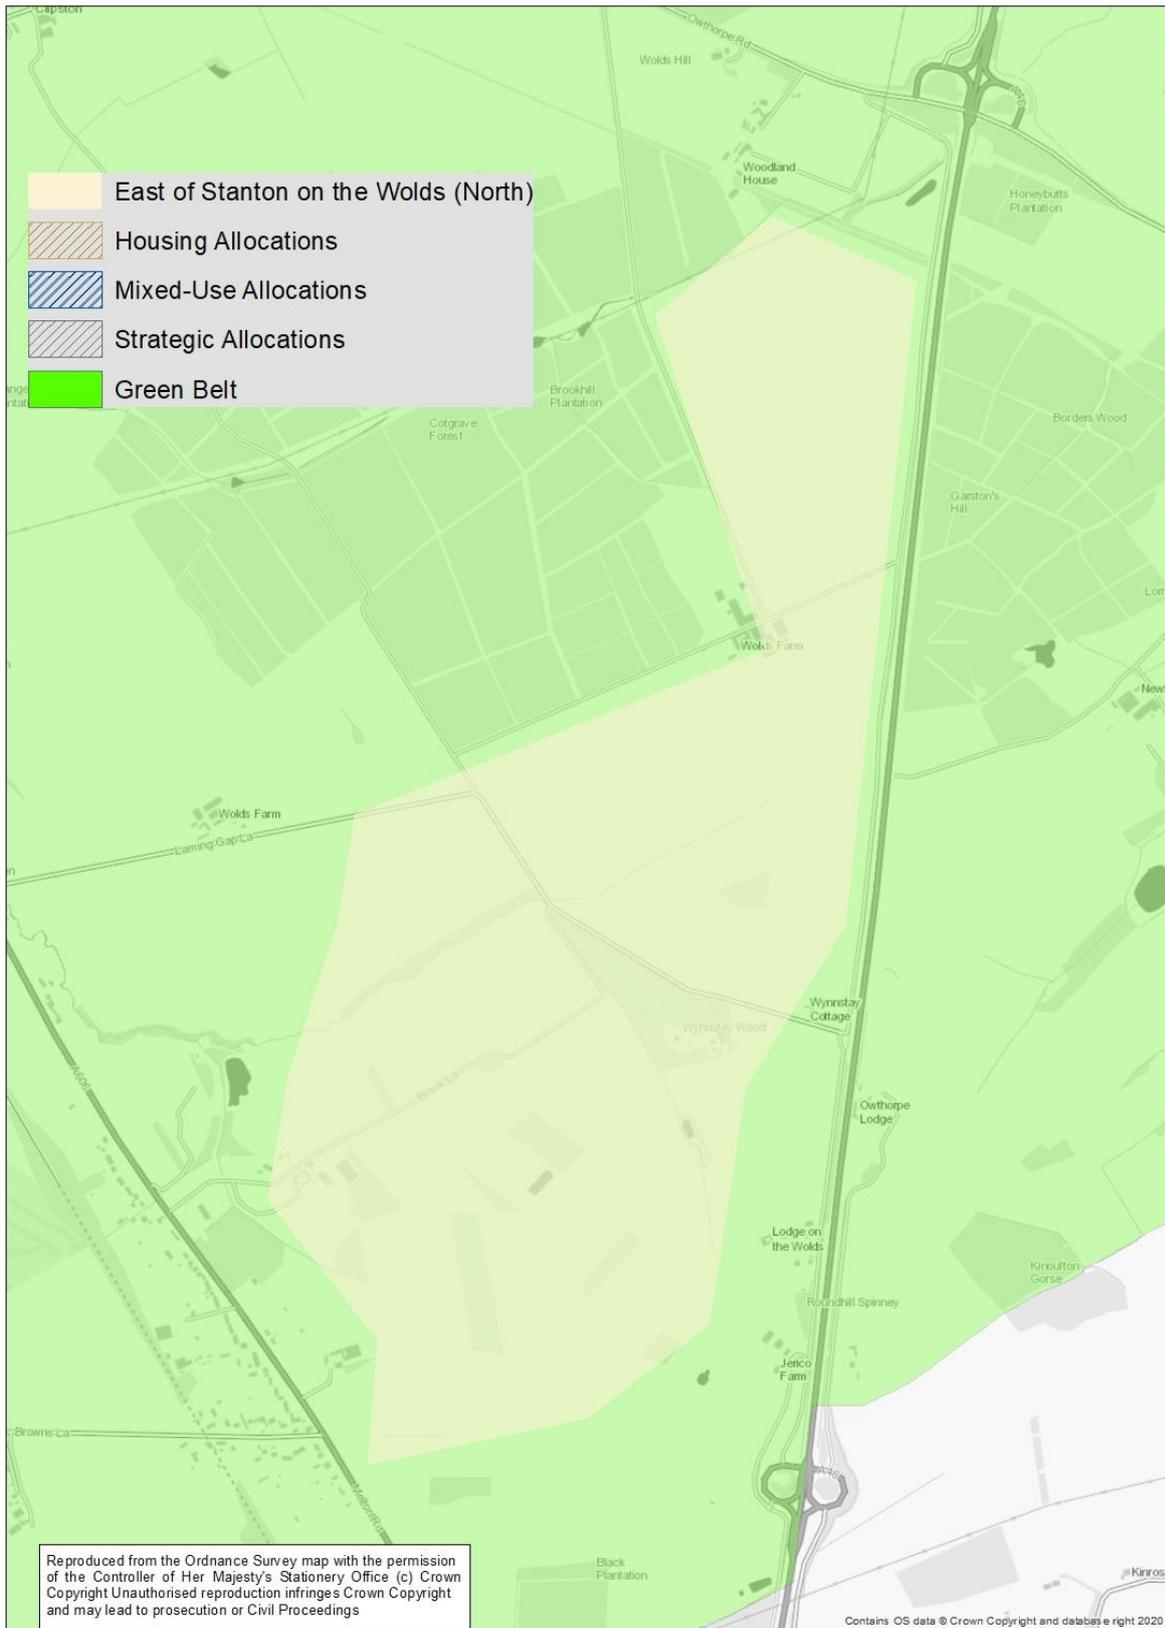 Clipston
Owthorpe Rd
Wolds Hill
A46
Woodland
House
Honeybutts
Plantation
East of Stanton on the Wolds (North)
Housing Allocations
Mixed-Use Allocations
Strategic Allocations
Green Belt
Brookhill
Plantation
Cotgrave
Forest
Borders Wood
Garston's
Hill
Wolds Farm
Wolds Farm
Laming Gap La
Wynnstay
Cottage
Wynnstay Wood
A606
Brook La
Owthorpe
Lodge
Lodge on
the Wolds
Kinoulton
Gorse
Roundhill Spinney
Jerico
Farm
Browns La
A46
Melton Rd
Reproduced from the Ordnance Survey map with the permission
of the Controller of Her Majesty's Stationery Office (c) Crown
Copyright Unauthorised reproduction infringes Crown Copyright
and may lead to prosecution or Civil Proceedings
Black
Plantation
Contains OS data © Crown Copyright and database right 2020